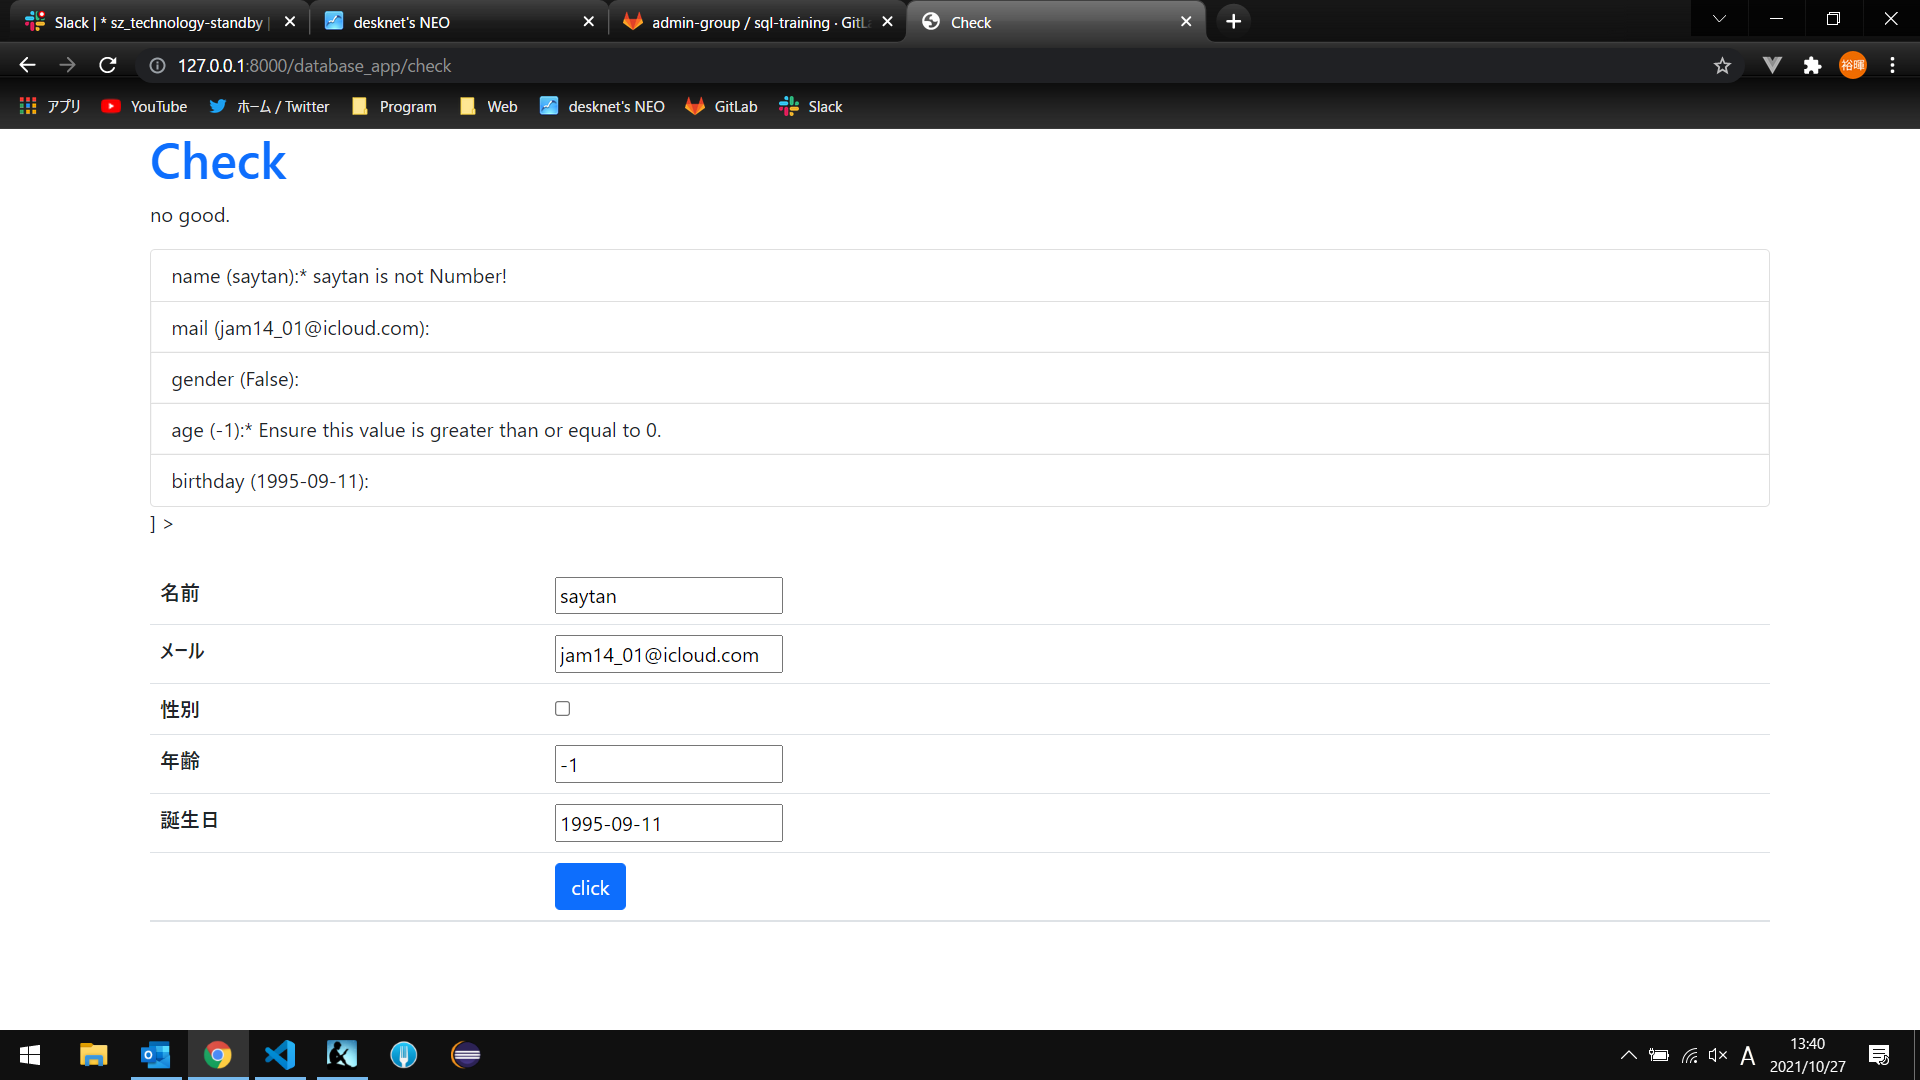 Slack | * sz_technology-standby |
desknet's NEO
admin-group / sql-training · GitLa
Check
127.0.0.1:8000/database_app/check
裕暉
アプリ
YouTube
ホーム / Twitter
Program
Web
desknet's NEO
GitLab
Slack
Check
no good.
name (saytan):* saytan is not Number!
mail (jam14_01@icloud.com):
gender (False):
age (-1):* Ensure this value is greater than or equal to 0.
birthday (1995-09-11):
] >
名前
saytan
メール
jam14_01@icloud.com
性別
年齢
-1
誕生日
1995-09-11
click
A
13:40
2021/10/27